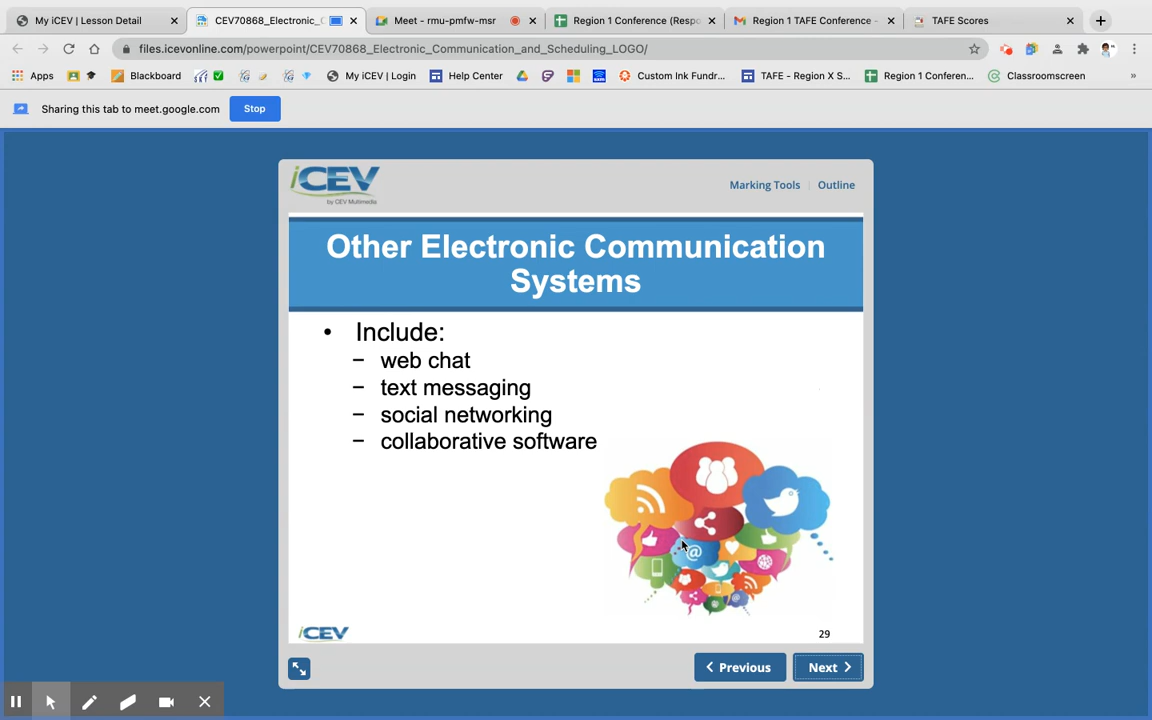 My iCEV | Lesson Detail
CEV70868_Electronic_C
Meet - rmu-pmfw-msr
Region 1 Conference (Respo
Region 1 TAFE Conference -
TAFE Scores
files.icevonline.com/powerpoint/CEV70868_Electronic_Communication_and_Scheduling_LOGO/
Apps
Blackboard
My iCEV | Login
Help Center
Custom Ink Fundr...
TAFE - Region X S...
Region 1 Conferen...
Classroomscreen
»
Sharing this tab to meet.google.com
Stop
iCEV
by CEV Multimedia
Marking Tools | Outline
Other Electronic Communication
Systems
• Include:
– web chat
– text messaging
– social networking
– collaborative software
iCEV
29
Previous
Next